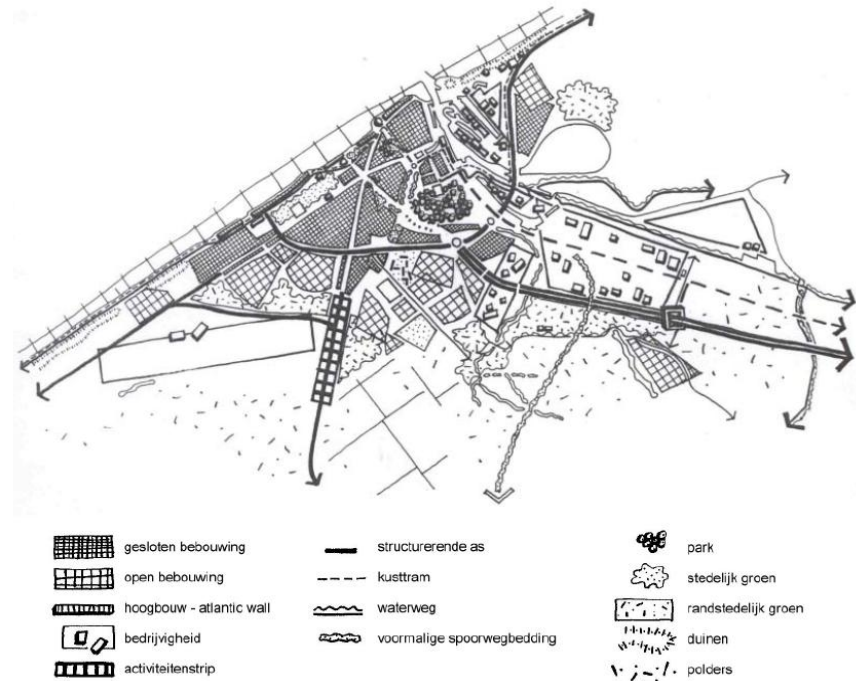 gesloten bebouwing
open bebouwing
hoogbouw - atlantic wall
bedrijvigheid
activiteitenstrip
structurerende as
kusttram
waterweg
voormalige spoorwegbedding
park
stedelijk groen
randstedelijk groen
duinen
polders